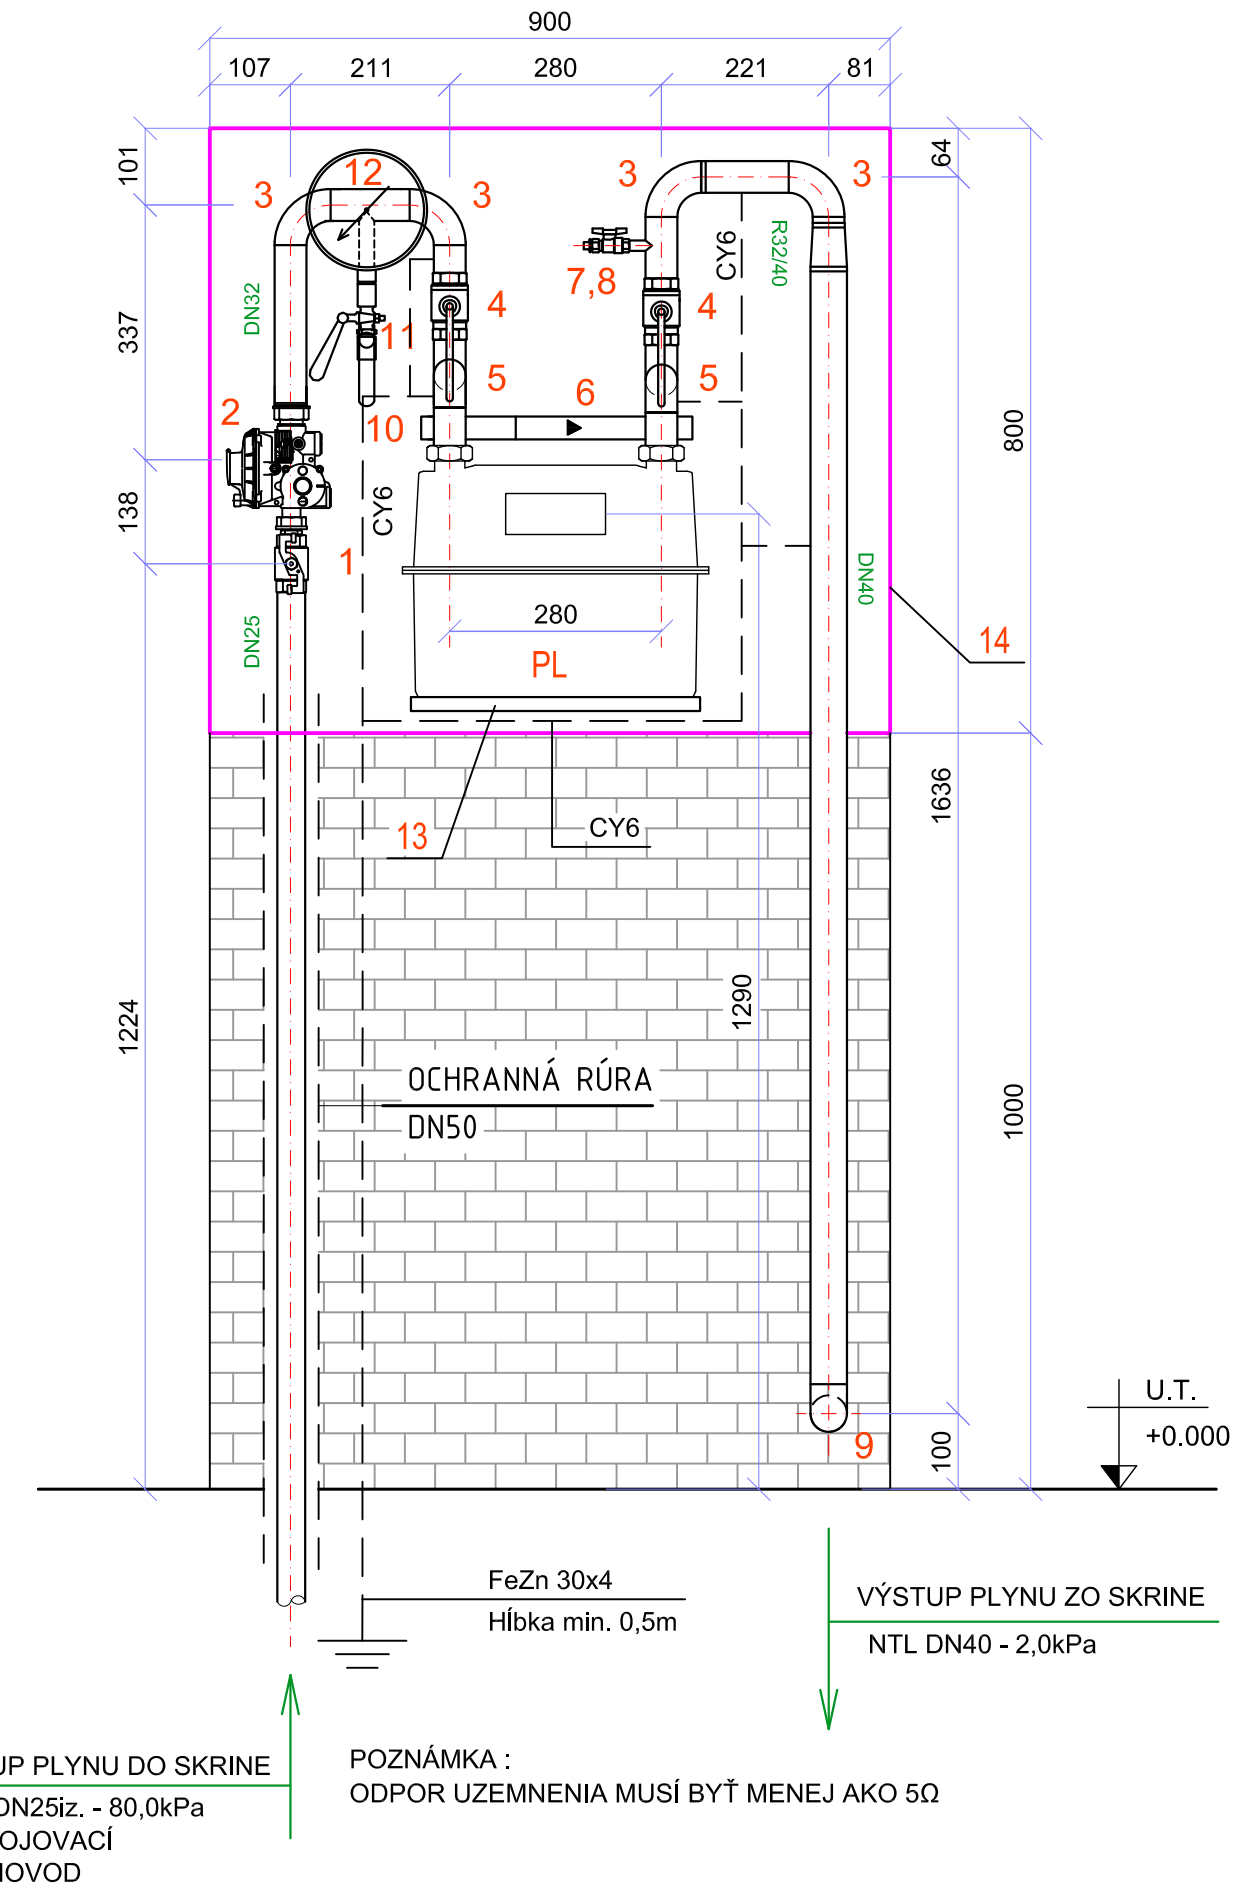 900
107 211 280 221 81
101
64
12
3 3 3 3
R32/40
CY6
7,8
DN32
4 4
337
11
5 5
6
2
10
800
138
CY6
1
DN40
280
DN25
14
PL
1636
13
CY6
1290
1224
OCHRANNÁ RÚRA
DN50
1000
U.T.
+0.000
9
100
FeZn 30x4
Hĺbka min. 0,5m
VÝSTUP PLYNU ZO SKRINE
NTL DN40 - 2,0kPa
UP PLYNU DO SKRINE
DN25iz. - 80,0kPa
OJOVACÍ
OVOD
POZNÁMKA :
ODPOR UZEMNENIA MUSÍ BYŤ MENEJ AKO 5Ω